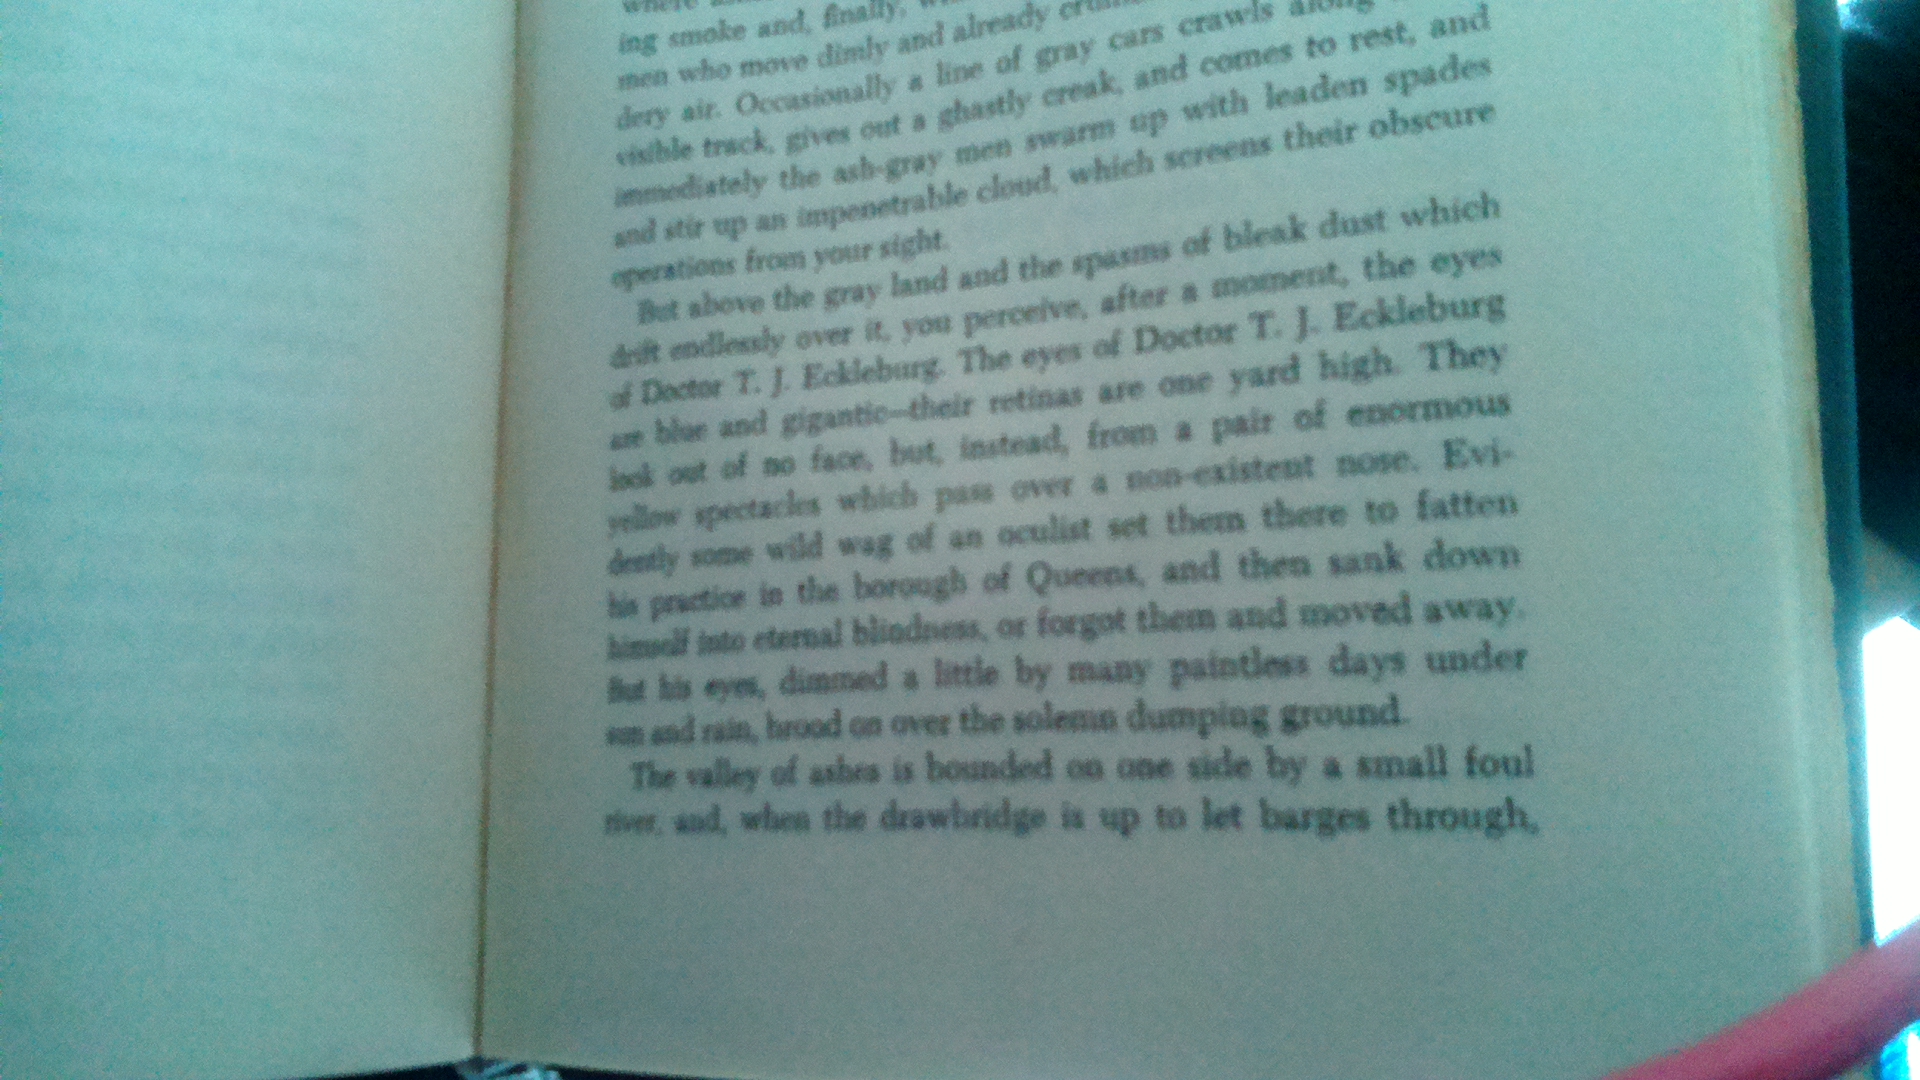 where
ing smoke and, finally,
men who move dimly and already
dery air. Occasionally a line of gray cars crawls along
visible track, gives out a ghastly creak, and comes to rest, and
immediately the ash-gray men swarm up with leaden spades
and stir up an impenetrable cloud, which screens their obscure
operations from your sight.
But above the gray land and the spasms of bleak dust which
drift endlessly over it, you perceive, after a moment, the eyes
of Doctor T. J. Eckleburg. The eyes of Doctor T. J. Eckleburg
are blue and gigantic—their retinas are one yard high. They
look out of no face, but, instead, from a pair of enormous
yellow spectacles which pass over a non-existent nose. Evi-
dently some wild wag of an oculist set them there to fatten
his practice in the borough of Queens, and then sank down
himself into eternal blindness, or forgot them and moved away.
But his eyes, dimmed a little by many paintless days under
sun and rain, brood on over the solemn dumping ground.
The valley of ashes is bounded on one side by a small foul
river, and, when the drawbridge is up to let barges through,